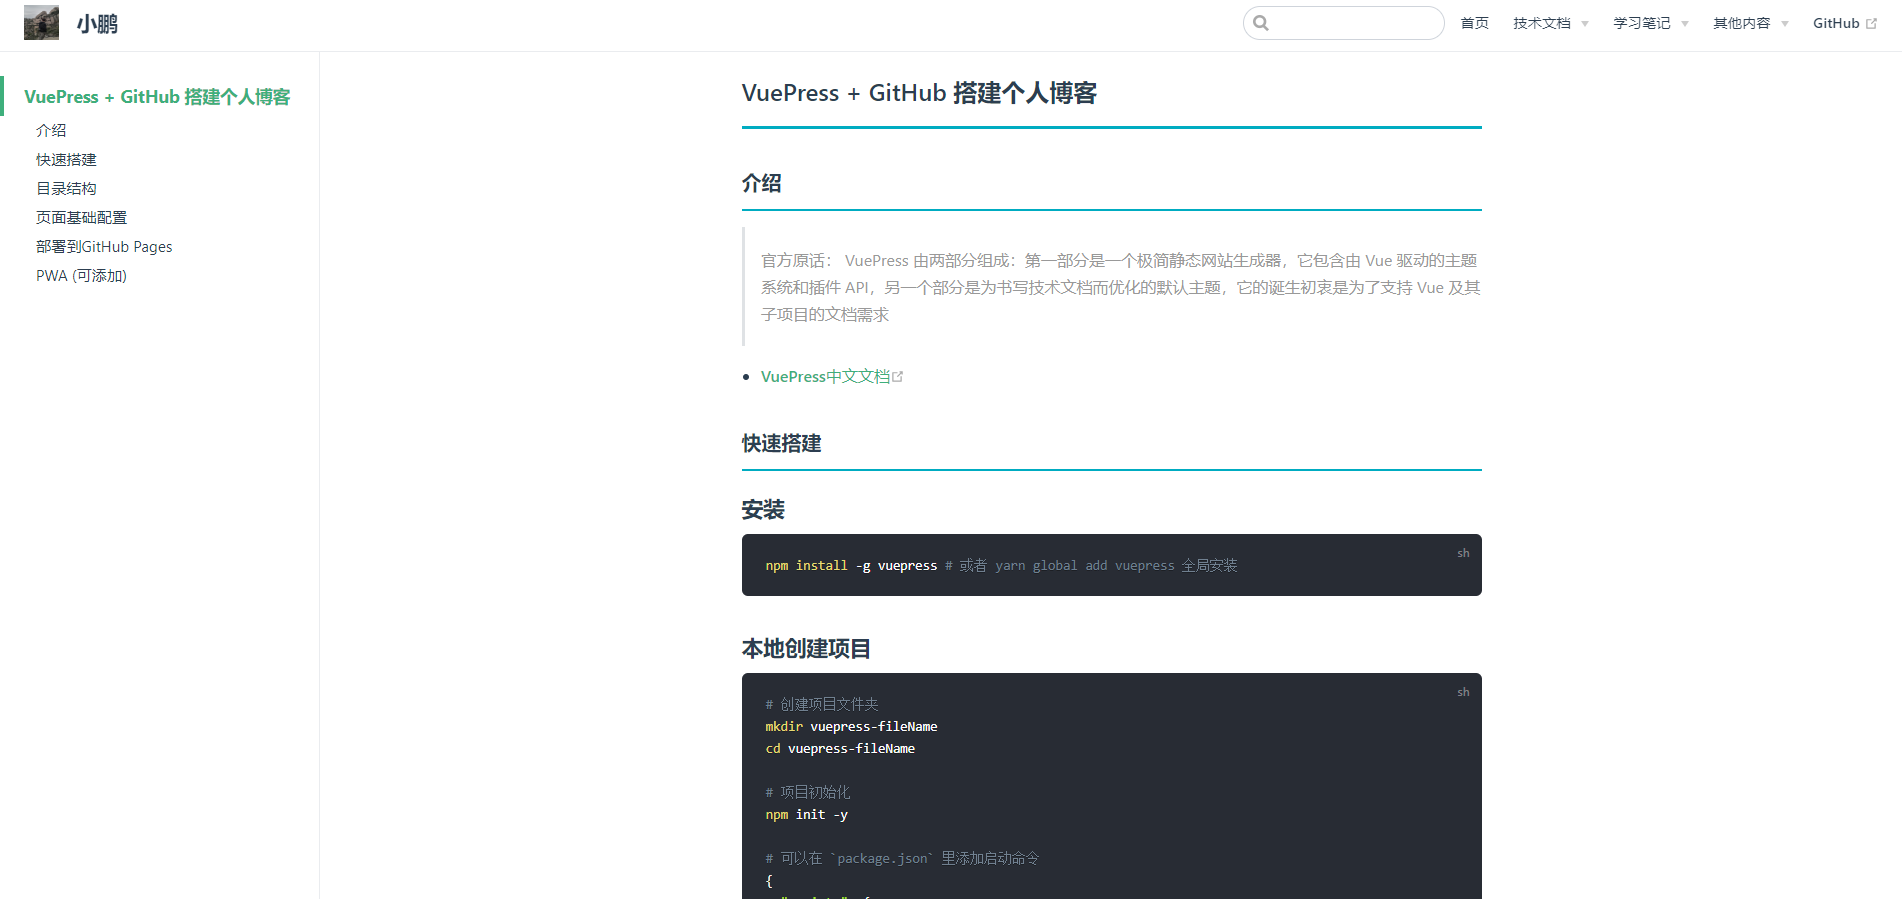 小鹏
首页 技术文档 学习笔记 其他内容 GitHub
VuePress + GitHub 搭建个人博客
介绍
快速搭建
目录结构
页面基础配置
部署到GitHub Pages
PWA (可添加)
VuePress + GitHub 搭建个人博客
介绍
官方原话： VuePress 由两部分组成：第一部分是一个极简静态网站生成器，它包含由 Vue 驱动的主题
系统和插件 API，另一个部分是为书写技术文档而优化的默认主题，它的诞生初衷是为了支持 Vue 及其
子项目的文档需求
VuePress中文文档
快速搭建
安装
sh
npm install -g vuepress # 或者 yarn global add vuepress 全局安装
本地创建项目
sh
# 创建项目文件夹
mkdir vuepress-fileName
cd vuepress-fileName
# 项目初始化
npm init -y
# 可以在 `package.json` 里添加启动命令
{